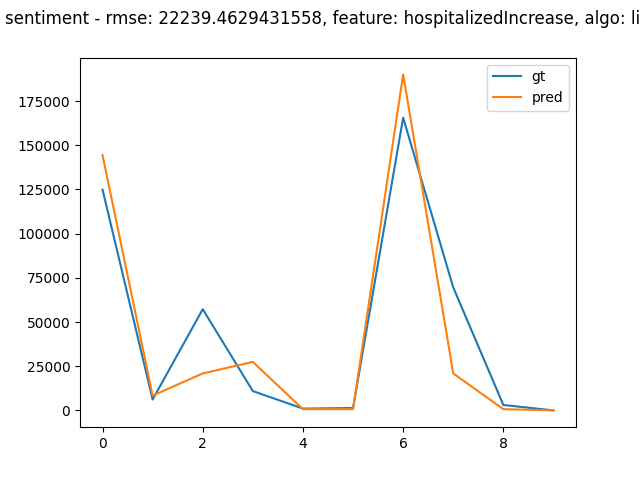 sentiment - rmse: 22239.4629431558, feature: hospitalizedIncrease, algo: li
gt
pred
175000
150000
125000
100000
75000
50000
25000
0
0 2 4 6 8